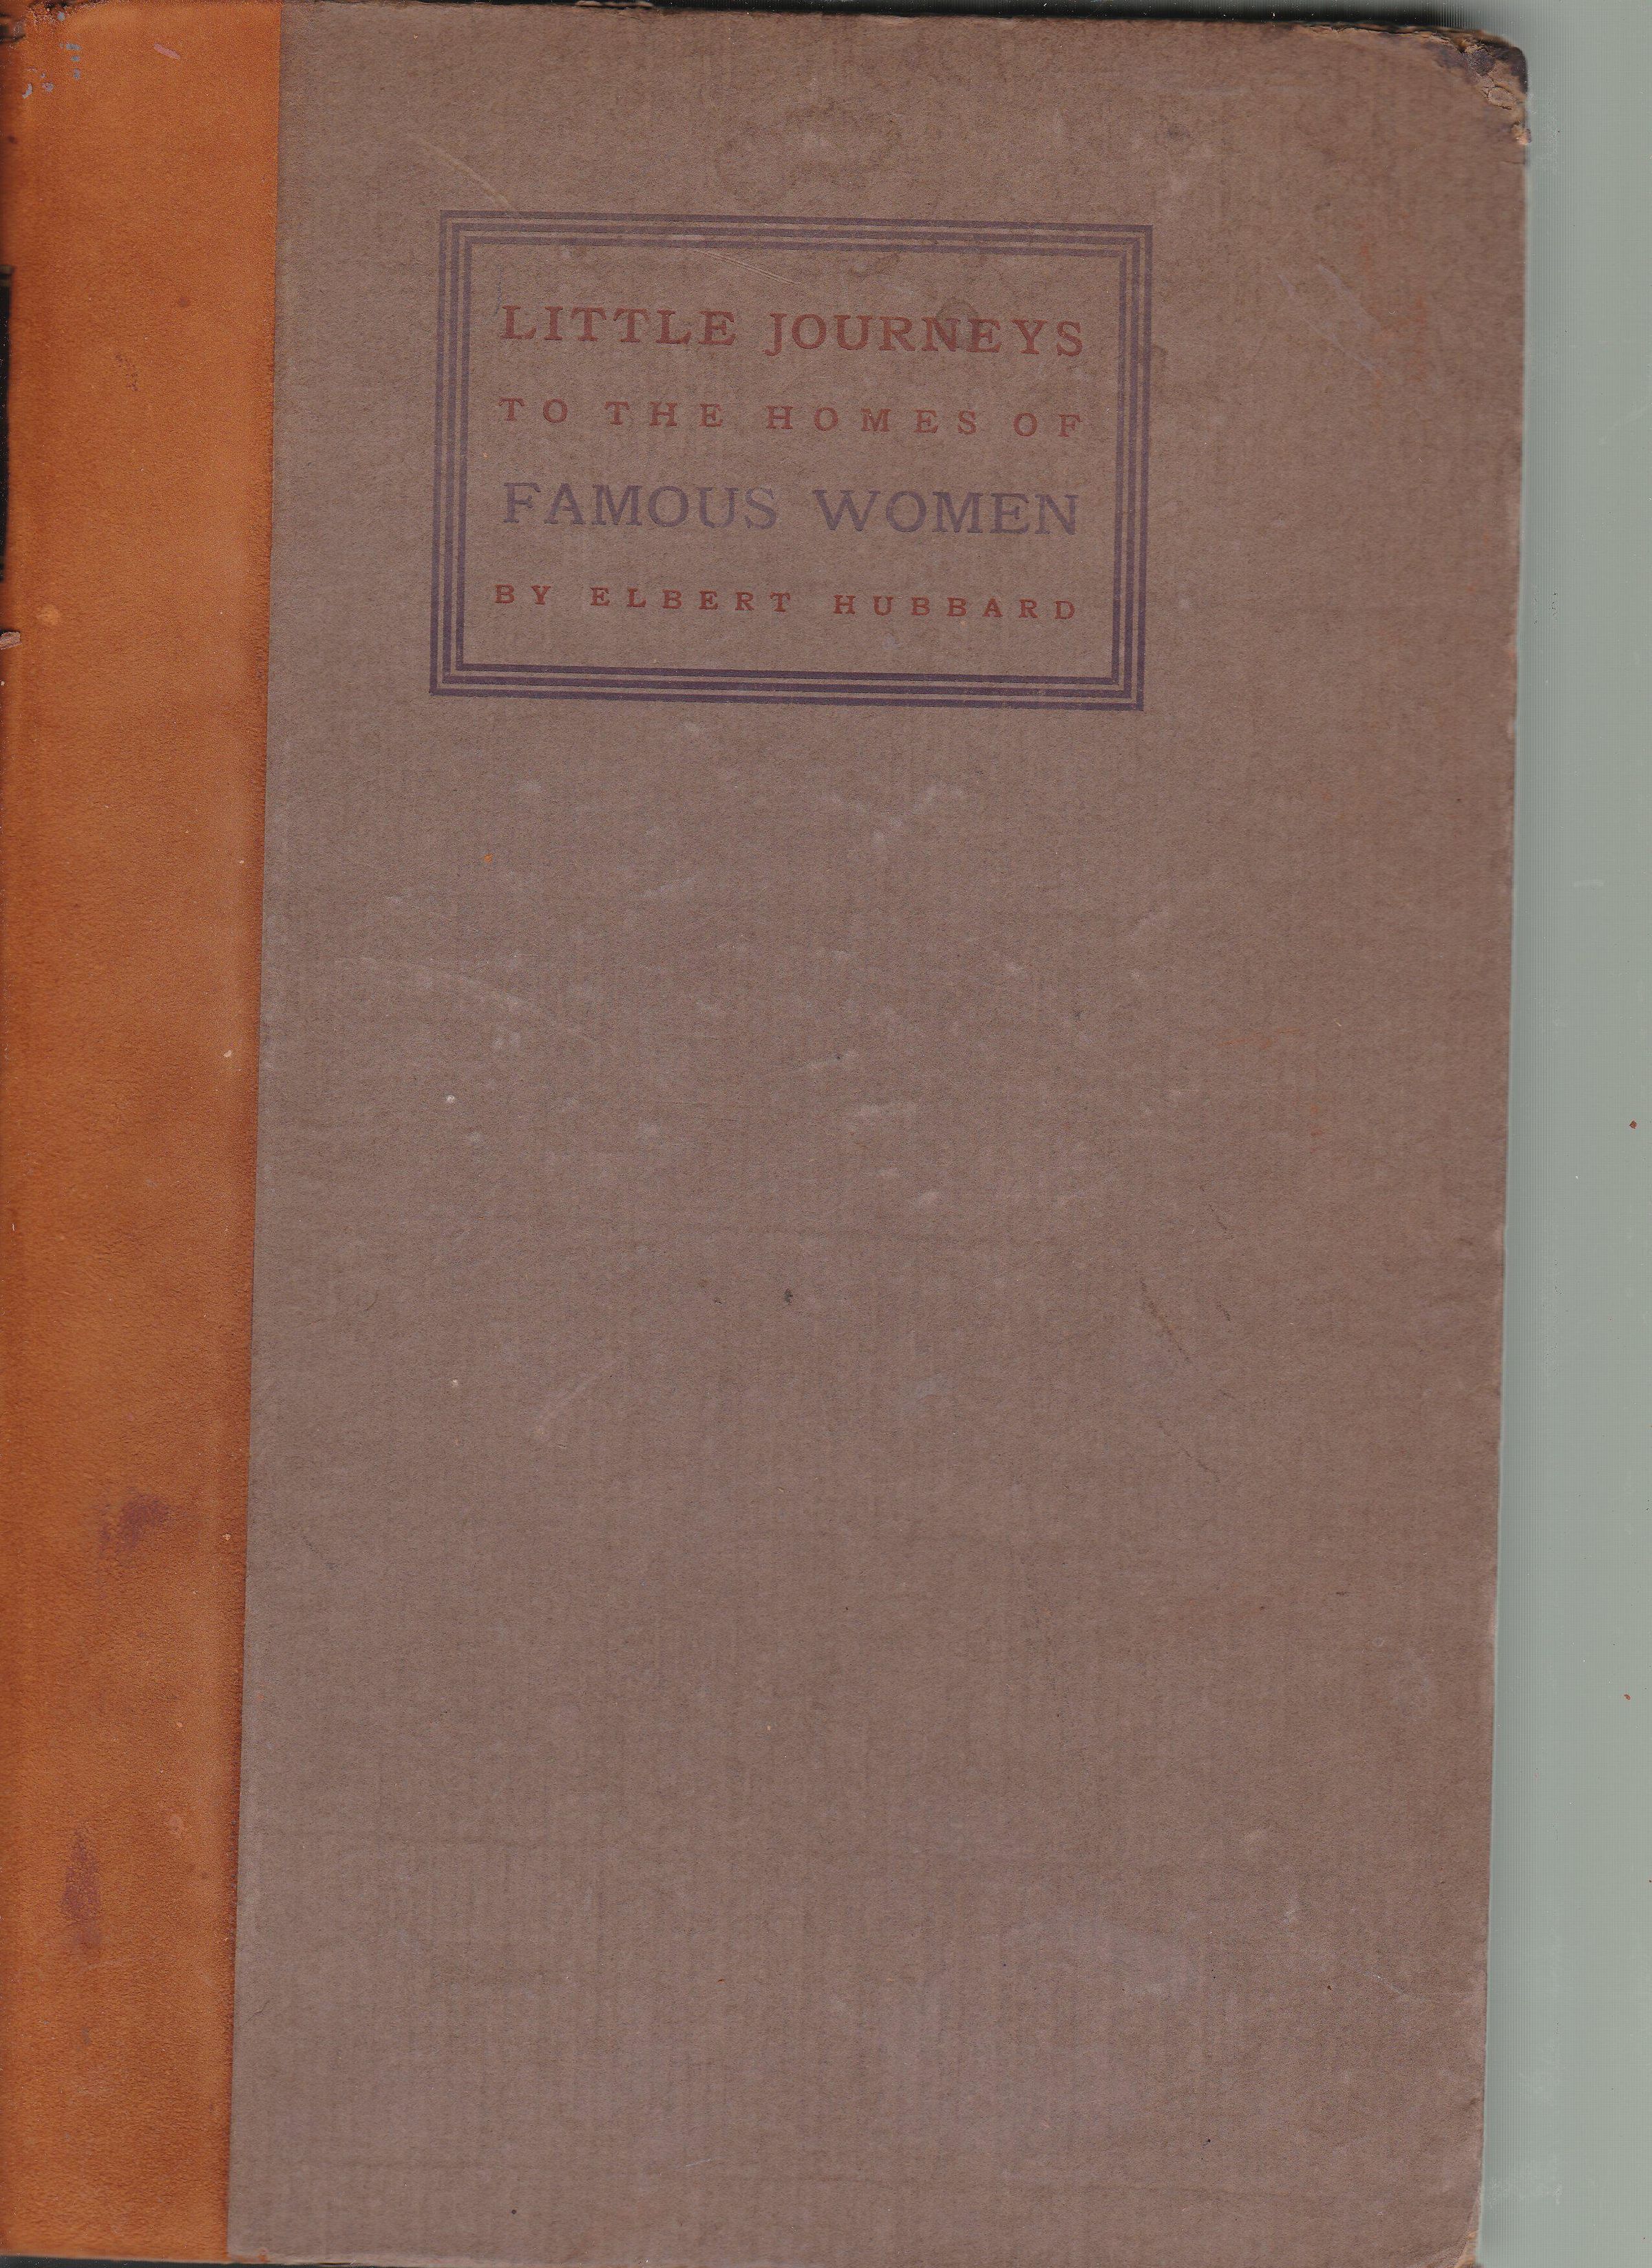 LITTLE JOURNEYS
TO THE HOMES OF
FAMOUS WOMEN
BY ELBERT HUBBARD